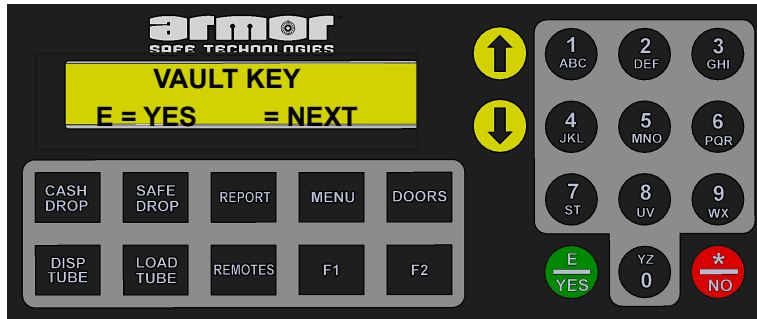 armor
SAFE TECHNOLOGIES
VAULT KEY
E = YES = NEXT
CASH DROP
SAFE DROP
REPORT
MENU
DOORS
DISP TUBE
LOAD TUBE
REMOTES
F1
F2
1 ABC
2 DEF
3 GHI
4 JKL
5 MNO
6 PQR
7 ST
8 UV
9 WX
E YES
YZ 0
* NO